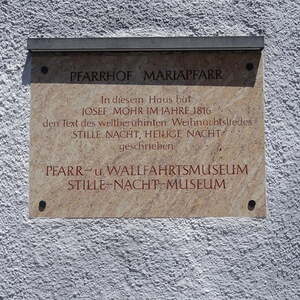 PFARRHOF MARIAPFARR
In diesem Haus hat
JOSEF MOHR IM JAHRE 1816
den Text des weltberühmten Weihnachtsliedes
STILLE NACHT, HEILIGE NACHT
geschrieben
PFARR- u. WALLFAHRTSMUSEUM
STILLE-NACHT-MUSEUM